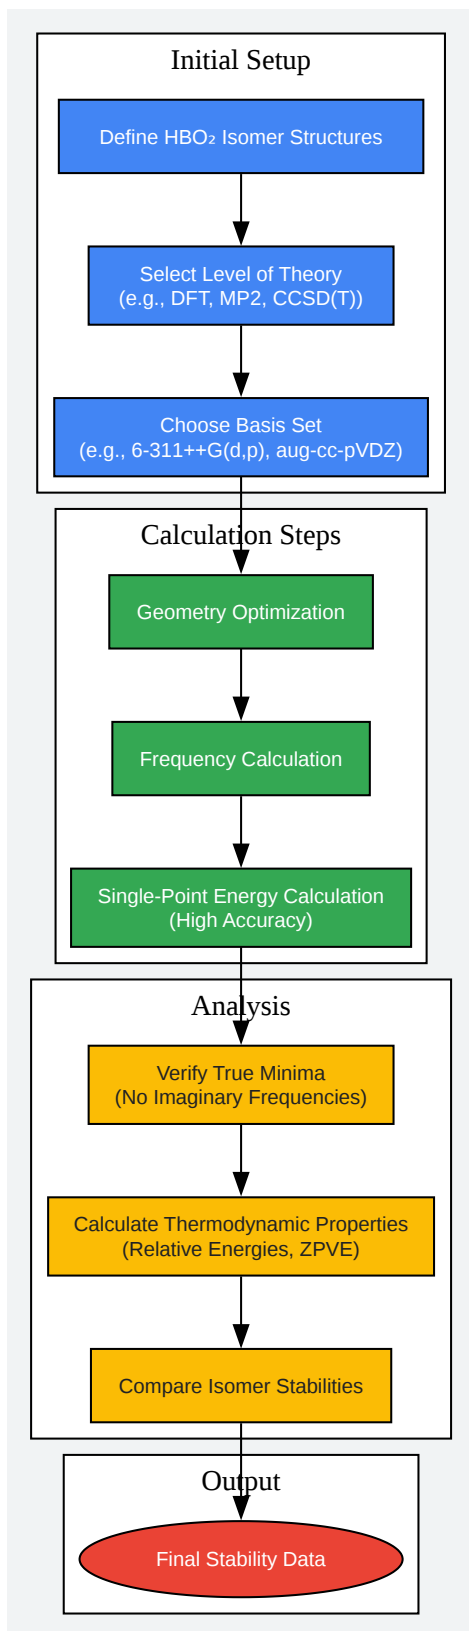 Initial Setup
Define HBO₂ Isomer Structures
Select Level of Theory
(e.g., DFT, MP2, CCSD(T))
Choose Basis Set
(e.g., 6-311++G(d,p), aug-cc-pVDZ)
Calculation Steps
Geometry Optimization
Frequency Calculation
Single-Point Energy Calculation
(High Accuracy)
Analysis
Verify True Minima
(No Imaginary Frequencies)
Calculate Thermodynamic Properties
(Relative Energies, ZPVE)
Compare Isomer Stabilities
Output
Final Stability Data